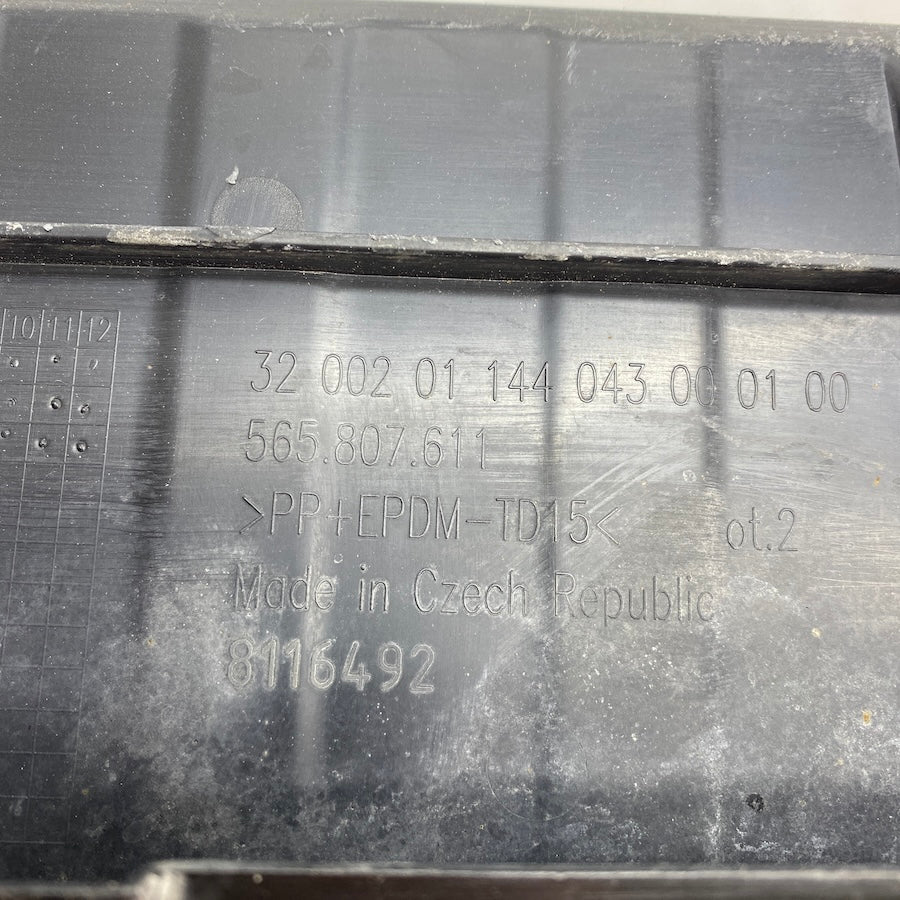 10 11 12
32 002 01 144 043 00 01 00
565.807.611
>PP+EPDM-TD15< ot.2
Made in Czech Republic
8116492